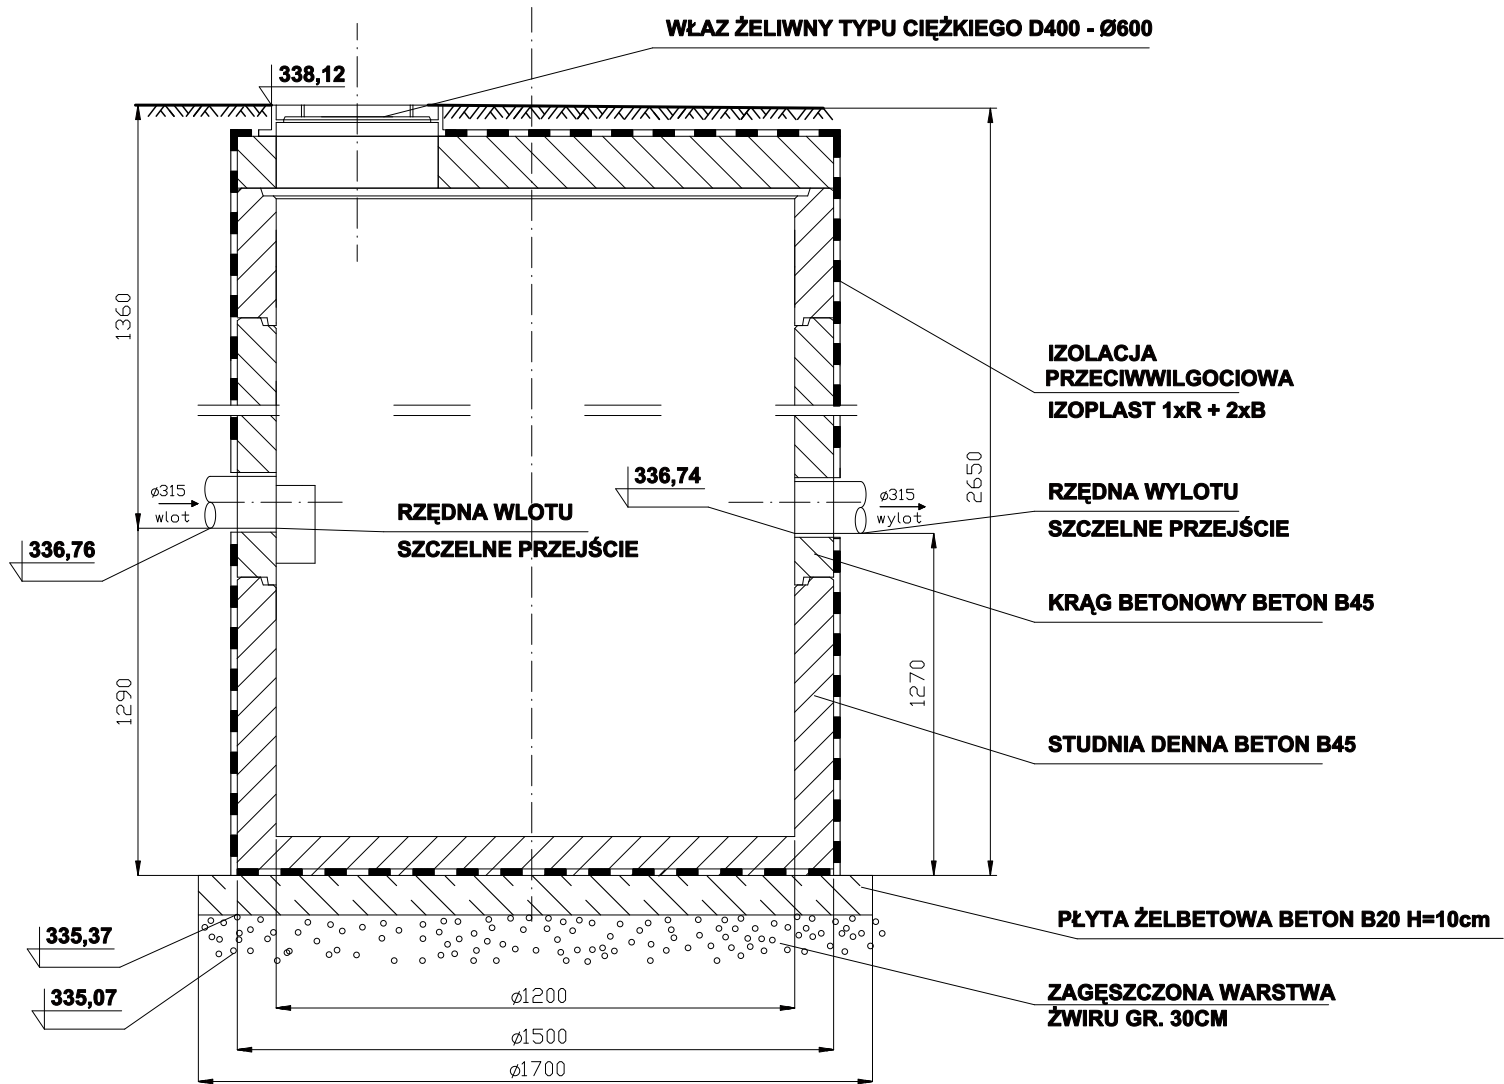 WŁAZ ŻELIWNY TYPU CIĘŻKIEGO D400 - Ø600
338,12
1360
IZOLACJA
PRZECIWWILGOCIOWA
IZOPLAST 1xR + 2xB
2650
336,74
ø315
wlot
RZĘDNA WLOTU
SZCZELNE PRZEJŚCIE
ø315
wylot
RZĘDNA WYLOTU
SZCZELNE PRZEJŚCIE
336,76
KRĄG BETONOWY BETON B45
1290
1270
STUDNIA DENNA BETON B45
PŁYTA ŻELBETOWA BETON B20 H=10cm
335,37
335,07
ø1200
ZAGĘSZCZONA WARSTWA
ŻWIRU GR. 30CM
ø1500
ø1700